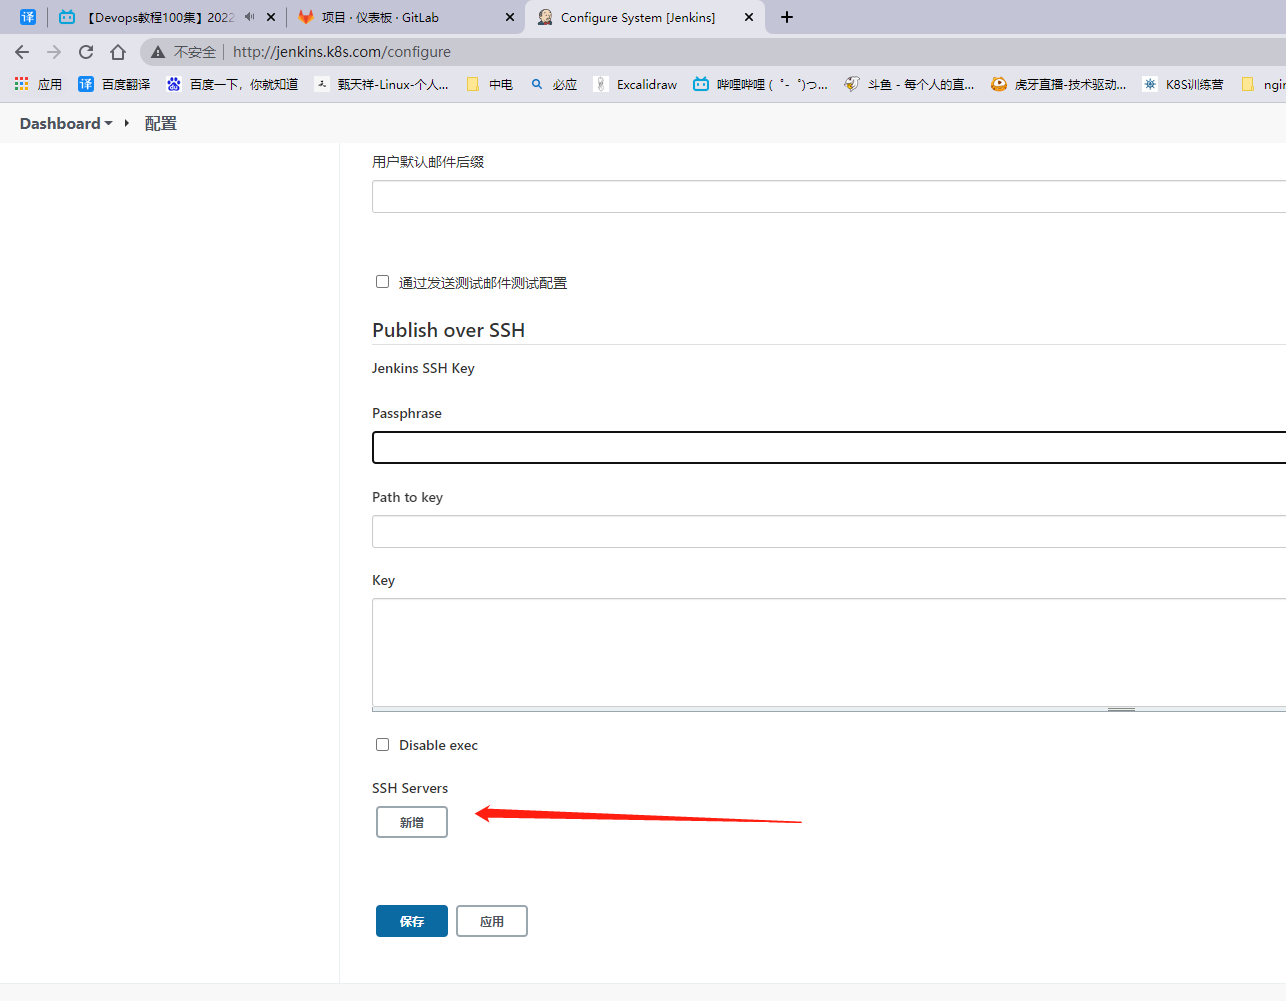 译 【Devops教程100集】2022 项目 · 仪表板 · GitLab Configure System [Jenkins]
不安全 http://jenkins.k8s.com/configure
应用 译 百度翻译 百度一下，你就知道 甄天祥-Linux-个人... 中电 必应 Excalidraw 哔哩哔哩 ( ゜- ゜)つ... 斗鱼 - 每个人的直... 虎牙直播-技术驱动... K8S训练营 ngin
Dashboard 配置
用户默认邮件后缀
通过发送测试邮件测试配置
Publish over SSH
Jenkins SSH Key
Passphrase
Path to key
Key
Disable exec
SSH Servers
新增
保存 应用